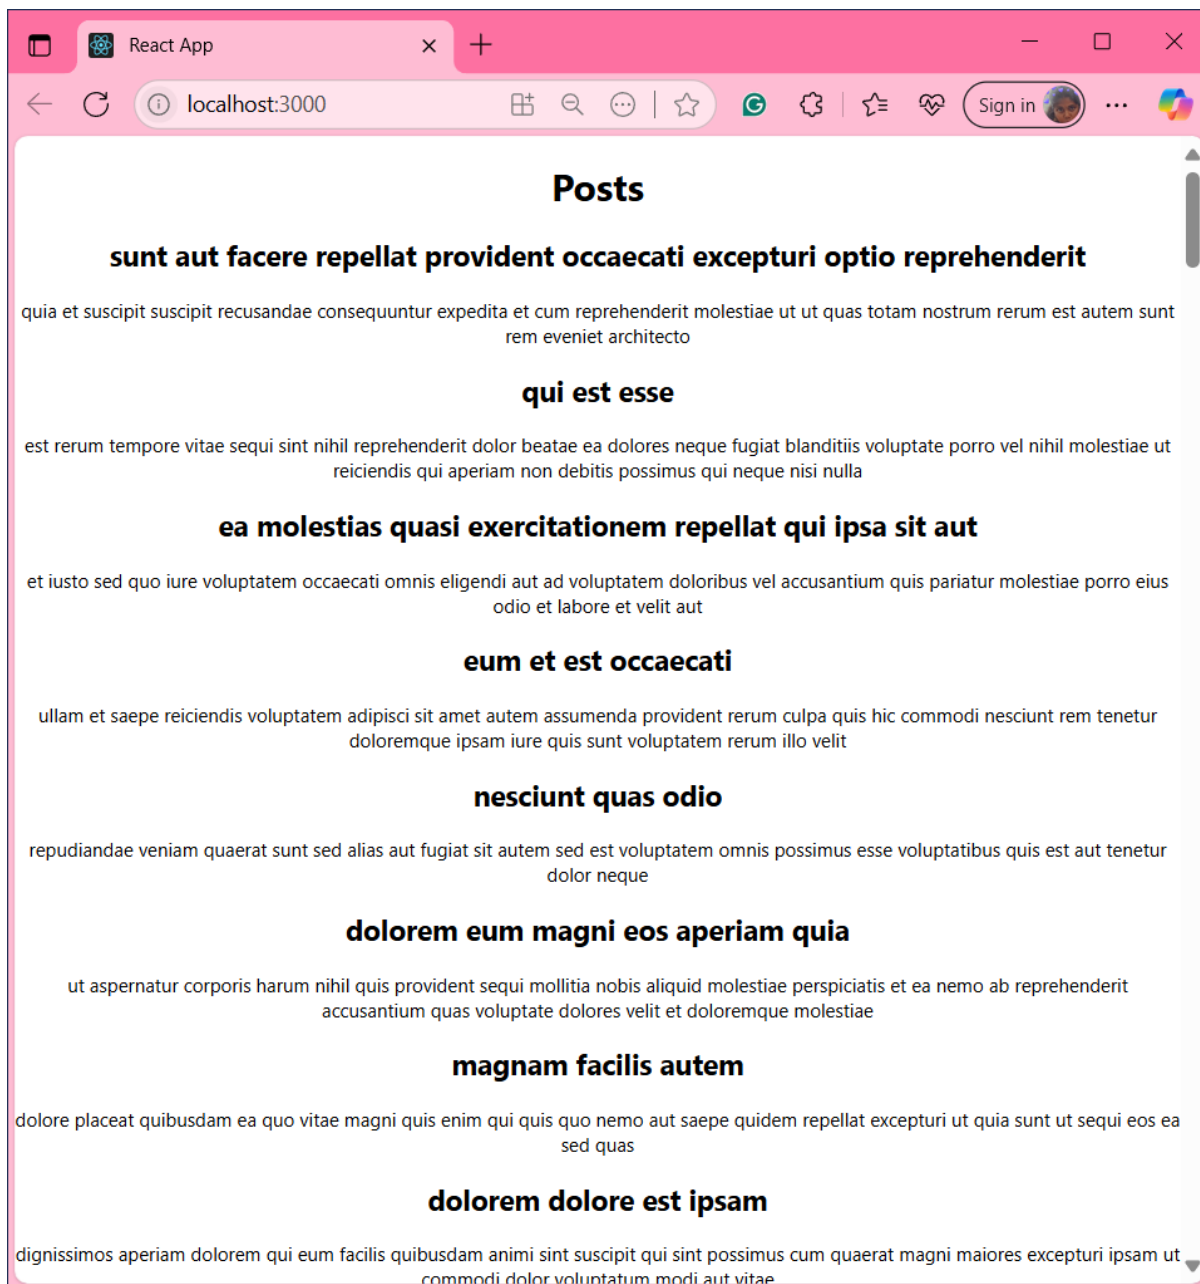 React App
localhost:3000
Sign in
Posts
sunt aut facere repellat provident occaecati excepturi optio reprehenderit
quia et suscipit suscipit recusandae consequuntur expedita et cum reprehenderit molestiae ut ut quas totam nostrum rerum est autem sunt
rem eveniet architecto
qui est esse
est rerum tempore vitae sequi sint nihil reprehenderit dolor beatae ea dolores neque fugiat blanditiis voluptate porro vel nihil molestiae ut
reiciendis qui aperiam non debitis possimus qui neque nisi nulla
ea molestias quasi exercitationem repellat qui ipsa sit aut
et iusto sed quo iure voluptatem occaecati omnis eligendi aut ad voluptatem doloribus vel accusantium quis pariatur molestiae porro eius
odio et labore et velit aut
eum et est occaecati
ullam et saepe reiciendis voluptatem adipisci sit amet autem assumenda provident rerum culpa quis hic commodi nesciunt rem tenetur
doloremque ipsam iure quis sunt voluptatem rerum illo velit
nesciunt quas odio
repudiandae veniam quaerat sunt sed alias aut fugiat sit autem sed est voluptatem omnis possimus esse voluptatibus quis est aut tenetur
dolor neque
dolorem eum magni eos aperiam quia
ut aspernatur corporis harum nihil quis provident sequi mollitia nobis aliquid molestiae perspiciatis et ea nemo ab reprehenderit
accusantium quas voluptate dolores velit et doloremque molestiae
magnam facilis autem
dolore placeat quibusdam ea quo vitae magni quis enim qui quis quo nemo aut saepe quidem repellat excepturi ut quia sunt ut sequi eos ea
sed quas
dolorem dolore est ipsam
dignissimos aperiam dolorem qui eum facilis quibusdam animi sint suscipit qui sint possimus cum quaerat magni maiores excepturi ipsam ut
commodi dolor voluptatum modi aut vitae